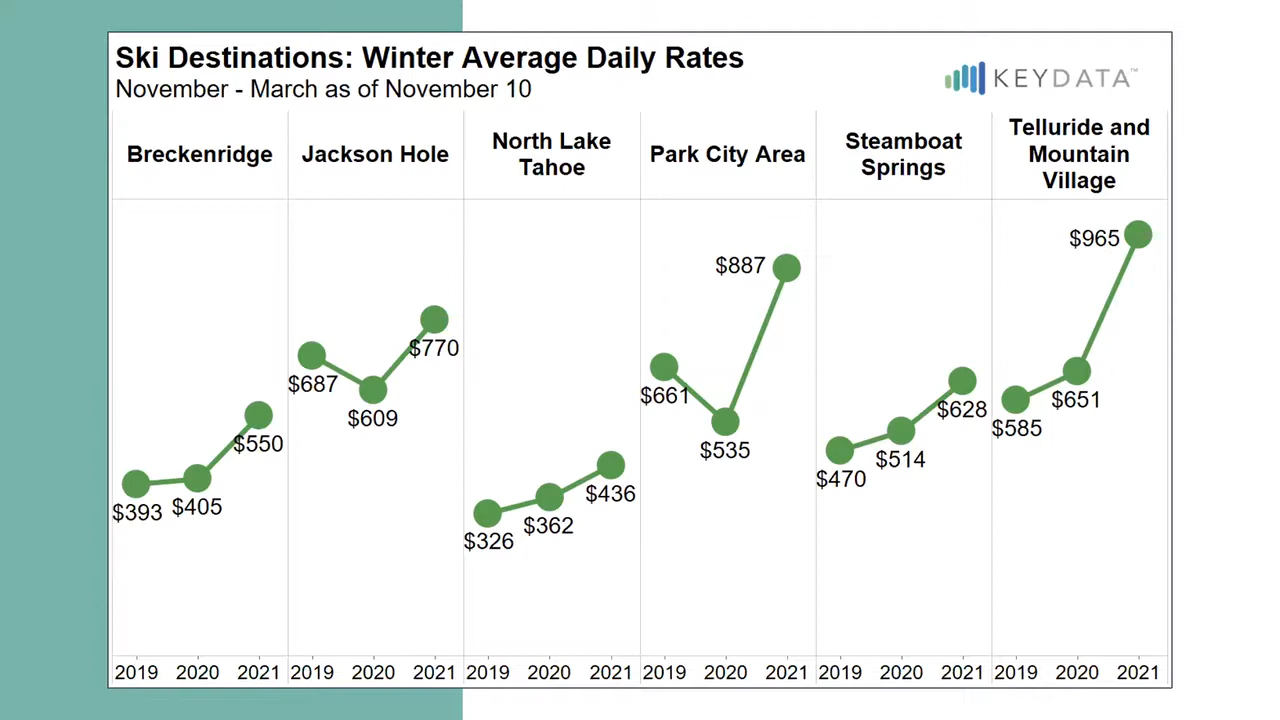 Ski Destinations: Winter Average Daily Rates
November - March as of November 10
KEYDATA™
Breckenridge
$393
$405
$550
2019 2020 2021
Jackson Hole
$687
$609
$770
2019 2020 2021
North Lake
Tahoe
$326
$362
$436
2019 2020 2021
Park City Area
$661
$535
$887
2019 2020 2021
Steamboat
Springs
$470
$514
$628
2019 2020 2021
Telluride and
Mountain
Village
$585
$651
$965
2019 2020 2021